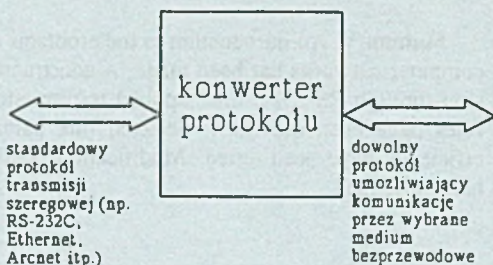 konwerter
protokołu
standardowy
protokół
transmisji
szeregowej (np.
RS-232C,
Ethernet,
Arcnet itp.)
dowolny
protokół
umozliwiający
komunikację
przez wybrane
medium
bezprzewodowe